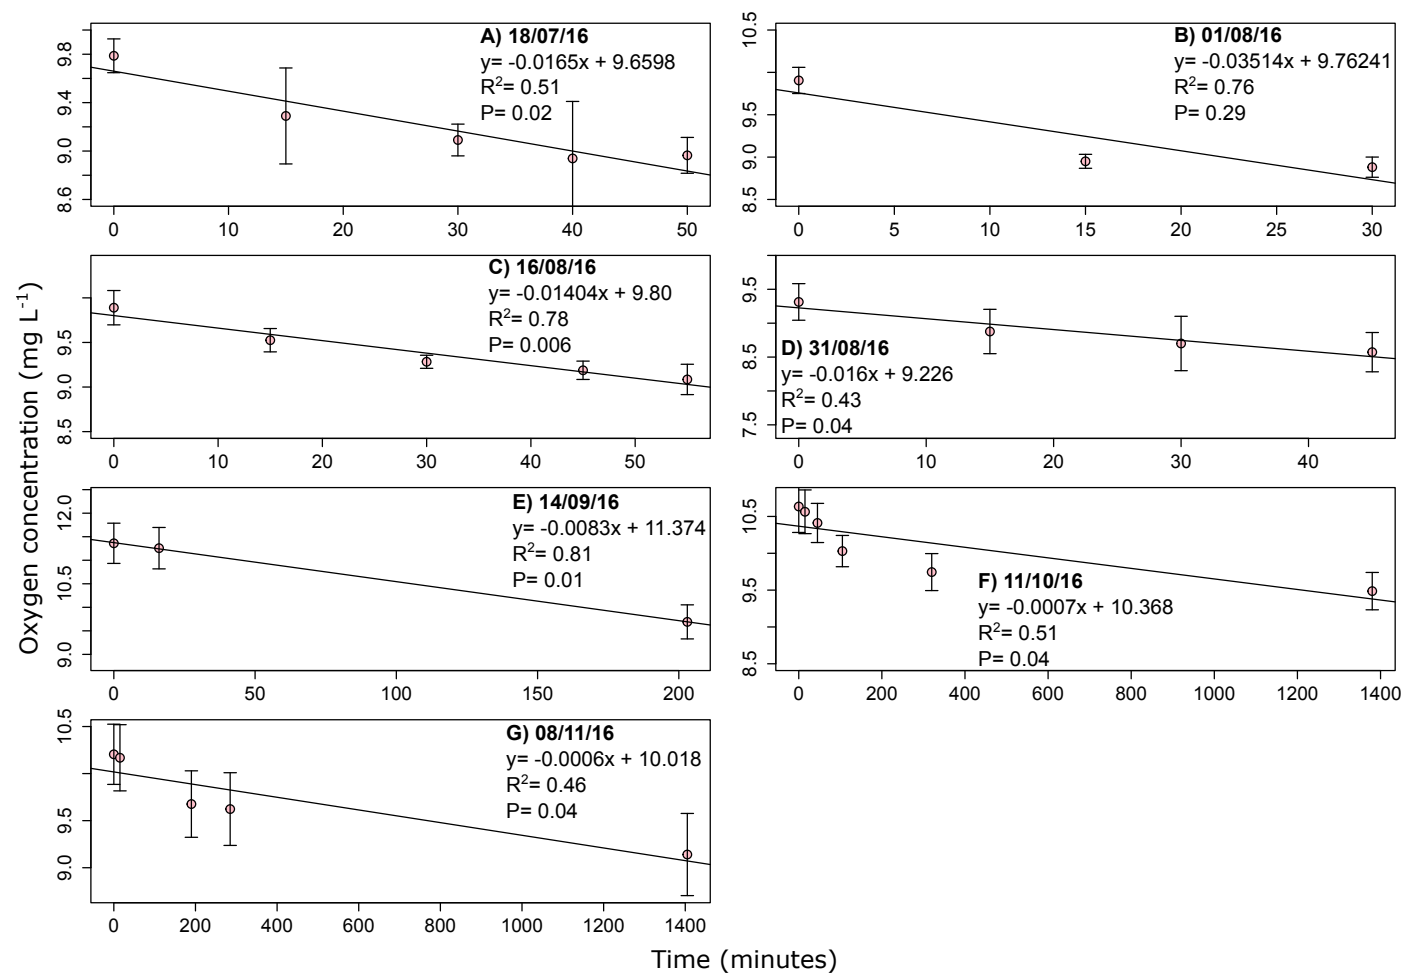 Oxygen concentration (mg L⁻¹)
A) 18/07/16
y= -0.0165x + 9.6598
R²= 0.51
P= 0.02
9.8
9.4
9.0
8.6
0 10 20 30 40 50
B) 01/08/16
y= -0.03514x + 9.76241
R²= 0.76
P= 0.29
10.5
9.5
9.0
8.5
0 5 10 15 20 25 30
C) 16/08/16
y= -0.01404x + 9.80
R²= 0.78
P= 0.006
9.5
9.0
8.5
0 10 20 30 40 50
D) 31/08/16
y= -0.016x + 9.226
R²= 0.43
P= 0.04
9.5
8.5
7.5
0 10 20 30 40
E) 14/09/16
y= -0.0083x + 11.374
R²= 0.81
P= 0.01
12.0
10.5
9.0
0 50 100 150 200
F) 11/10/16
y= -0.0007x + 10.368
R²= 0.51
P= 0.04
10.5
9.5
8.5
0 200 400 600 800 1000 1200 1400
G) 08/11/16
y= -0.0006x + 10.018
R²= 0.46
P= 0.04
10.5
9.5
9.0
0 200 400 600 800 1000 1200 1400
Time (minutes)